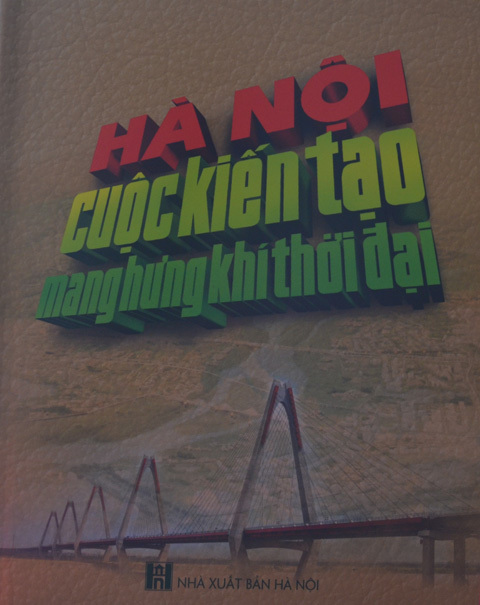 HÀ NỘI
cuộc kiến tạo
mang hưng khí thời đại
NHÀ XUẤT BẢN HÀ NỘI